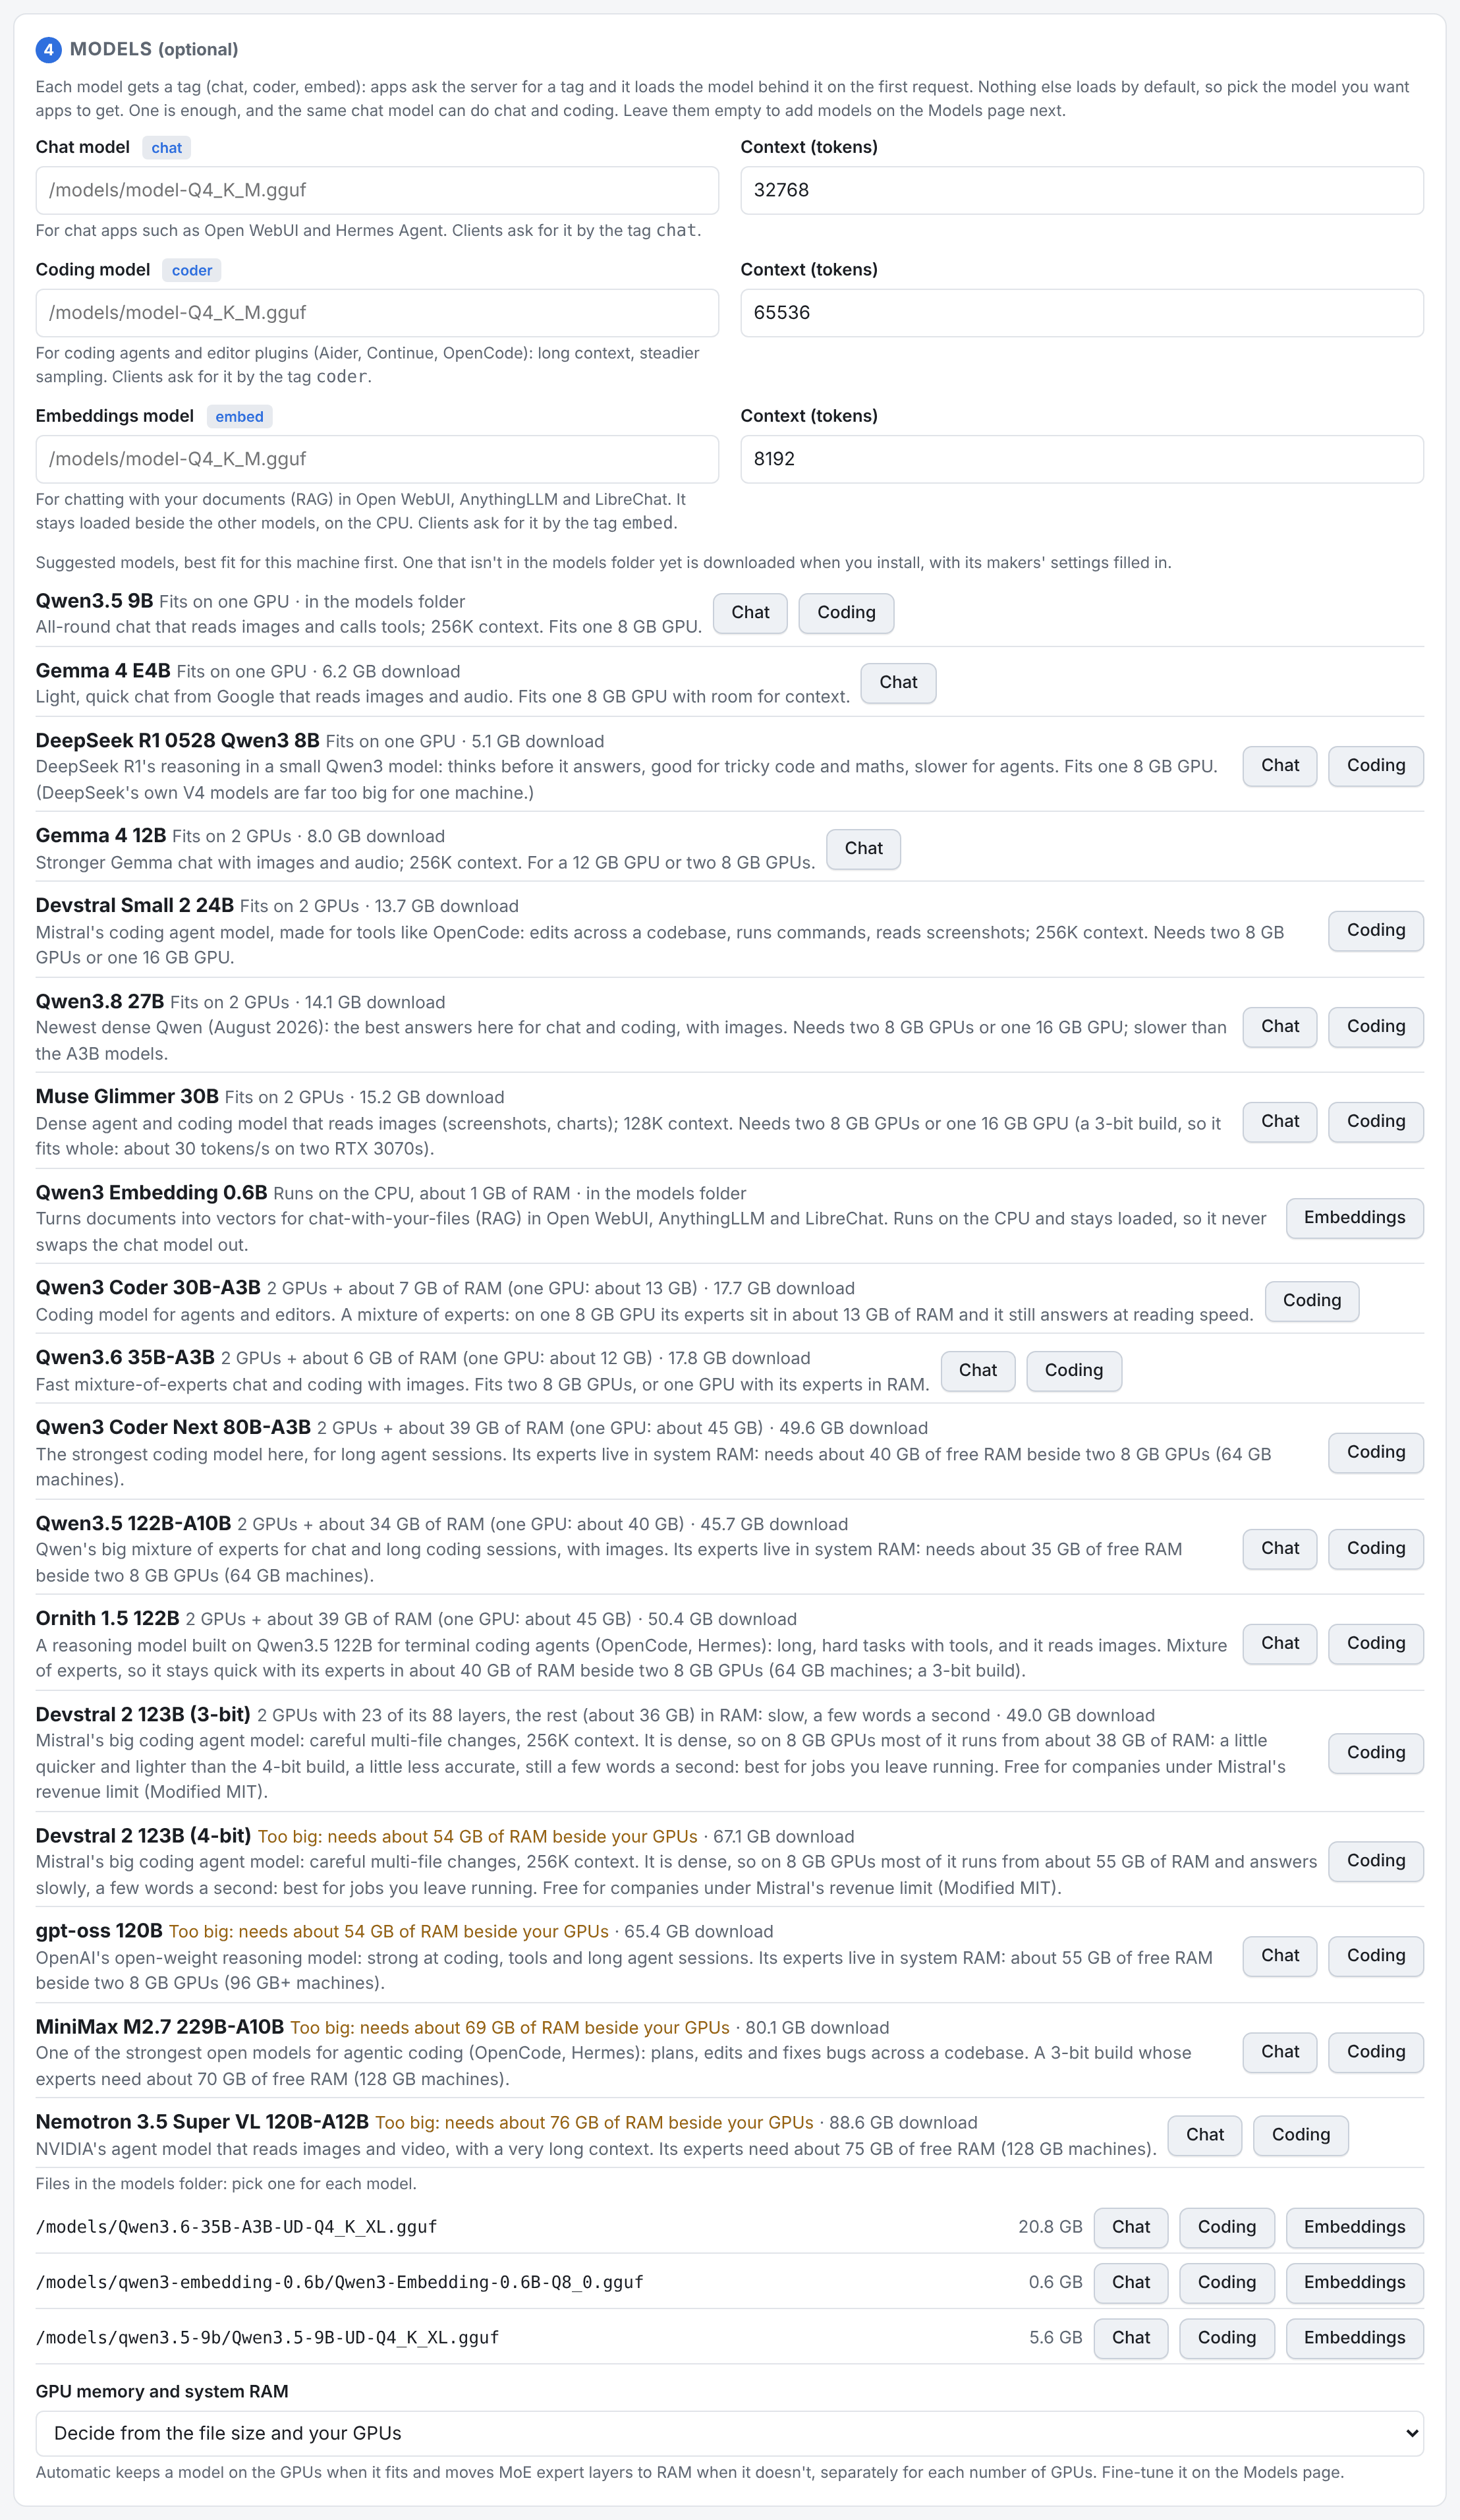 4 MODELS (optional)
Each model gets a tag (chat, coder, embed): apps ask the server for a tag and it loads the model behind it on the first request. Nothing else loads by default, so pick the model you want
apps to get. One is enough, and the same chat model can do chat and coding. Leave them empty to add models on the Models page next.
Chat model chat Context (tokens)
/models/model-Q4_K_M.gguf 32768
For chat apps such as Open WebUI and Hermes Agent. Clients ask for it by the tag chat.
Coding model coder Context (tokens)
/models/model-Q4_K_M.gguf 65536
For coding agents and editor plugins (Aider, Continue, OpenCode): long context, steadier
sampling. Clients ask for it by the tag coder.
Embeddings model embed Context (tokens)
/models/model-Q4_K_M.gguf 8192
For chatting with your documents (RAG) in Open WebUI, AnythingLLM and LibreChat. It
stays loaded beside the other models, on the CPU. Clients ask for it by the tag embed.
Suggested models, best fit for this machine first. One that isn't in the models folder yet is downloaded when you install, with its makers' settings filled in.
Qwen3.5 9B Fits on one GPU · in the models folder
All-round chat that reads images and calls tools; 256K context. Fits one 8 GB GPU.
Chat Coding
Gemma 4 E4B Fits on one GPU · 6.2 GB download
Light, quick chat from Google that reads images and audio. Fits one 8 GB GPU with room for context.
Chat
DeepSeek R1 0528 Qwen3 8B Fits on one GPU · 5.1 GB download
DeepSeek R1's reasoning in a small Qwen3 model: thinks before it answers, good for tricky code and maths, slower for agents. Fits one 8 GB GPU.
(DeepSeek's own V4 models are far too big for one machine.)
Chat Coding
Gemma 4 12B Fits on 2 GPUs · 8.0 GB download
Stronger Gemma chat with images and audio; 256K context. For a 12 GB GPU or two 8 GB GPUs.
Chat
Devstral Small 2 24B Fits on 2 GPUs · 13.7 GB download
Mistral's coding agent model, made for tools like OpenCode: edits across a codebase, runs commands, reads screenshots; 256K context. Needs two 8 GB
GPUs or one 16 GB GPU.
Coding
Qwen3.8 27B Fits on 2 GPUs · 14.1 GB download
Newest dense Qwen (August 2026): the best answers here for chat and coding, with images. Needs two 8 GB GPUs or one 16 GB GPU; slower than
the A3B models.
Chat Coding
Muse Glimmer 30B Fits on 2 GPUs · 15.2 GB download
Dense agent and coding model that reads images (screenshots, charts); 128K context. Needs two 8 GB GPUs or one 16 GB GPU (a 3-bit build, so it
fits whole: about 30 tokens/s on two RTX 3070s).
Chat Coding
Qwen3 Embedding 0.6B Runs on the CPU, about 1 GB of RAM · in the models folder
Turns documents into vectors for chat-with-your-files (RAG) in Open WebUI, AnythingLLM and LibreChat. Runs on the CPU and stays loaded, so it never
swaps the chat model out.
Embeddings
Qwen3 Coder 30B-A3B 2 GPUs + about 7 GB of RAM (one GPU: about 13 GB) · 17.7 GB download
Coding model for agents and editors. A mixture of experts: on one 8 GB GPU its experts sit in about 13 GB of RAM and it still answers at reading speed.
Coding
Qwen3.6 35B-A3B 2 GPUs + about 6 GB of RAM (one GPU: about 12 GB) · 17.8 GB download
Fast mixture-of-experts chat and coding with images. Fits two 8 GB GPUs, or one GPU with its experts in RAM.
Chat Coding
Qwen3 Coder Next 80B-A3B 2 GPUs + about 39 GB of RAM (one GPU: about 45 GB) · 49.6 GB download
The strongest coding model here, for long agent sessions. Its experts live in system RAM: needs about 40 GB of free RAM beside two 8 GB GPUs (64 GB
machines).
Coding
Qwen3.5 122B-A10B 2 GPUs + about 34 GB of RAM (one GPU: about 40 GB) · 45.7 GB download
Qwen's big mixture of experts for chat and long coding sessions, with images. Its experts live in system RAM: needs about 35 GB of free RAM
beside two 8 GB GPUs (64 GB machines).
Chat Coding
Ornith 1.5 122B 2 GPUs + about 39 GB of RAM (one GPU: about 45 GB) · 50.4 GB download
A reasoning model built on Qwen3.5 122B for terminal coding agents (OpenCode, Hermes): long, hard tasks with tools, and it reads images. Mixture
of experts, so it stays quick with its experts in about 40 GB of RAM beside two 8 GB GPUs (64 GB machines; a 3-bit build).
Chat Coding
Devstral 2 123B (3-bit) 2 GPUs with 23 of its 88 layers, the rest (about 36 GB) in RAM: slow, a few words a second · 49.0 GB download
Mistral's big coding agent model: careful multi-file changes, 256K context. It is dense, so on 8 GB GPUs most of it runs from about 38 GB of RAM: a little
quicker and lighter than the 4-bit build, a little less accurate, still a few words a second: best for jobs you leave running. Free for companies under Mistral's
revenue limit (Modified MIT).
Coding
Devstral 2 123B (4-bit) Too big: needs about 54 GB of RAM beside your GPUs · 67.1 GB download
Mistral's big coding agent model: careful multi-file changes, 256K context. It is dense, so on 8 GB GPUs most of it runs from about 55 GB of RAM and answers
slowly, a few words a second: best for jobs you leave running. Free for companies under Mistral's revenue limit (Modified MIT).
Coding
gpt-oss 120B Too big: needs about 54 GB of RAM beside your GPUs · 65.4 GB download
OpenAI's open-weight reasoning model: strong at coding, tools and long agent sessions. Its experts live in system RAM: about 55 GB of free RAM
beside two 8 GB GPUs (96 GB+ machines).
Chat Coding
MiniMax M2.7 229B-A10B Too big: needs about 69 GB of RAM beside your GPUs · 80.1 GB download
One of the strongest open models for agentic coding (OpenCode, Hermes): plans, edits and fixes bugs across a codebase. A 3-bit build whose
experts need about 70 GB of free RAM (128 GB machines).
Chat Coding
Nemotron 3.5 Super VL 120B-A12B Too big: needs about 76 GB of RAM beside your GPUs · 88.6 GB download
NVIDIA's agent model that reads images and video, with a very long context. Its experts need about 75 GB of free RAM (128 GB machines).
Chat Coding
Files in the models folder: pick one for each model.
/models/Qwen3.6-35B-A3B-UD-Q4_K_XL.gguf 20.8 GB Chat Coding Embeddings
/models/qwen3-embedding-0.6b/Qwen3-Embedding-0.6B-Q8_0.gguf 0.6 GB Chat Coding Embeddings
/models/qwen3.5-9b/Qwen3.5-9B-UD-Q4_K_XL.gguf 5.6 GB Chat Coding Embeddings
GPU memory and system RAM
Decide from the file size and your GPUs
Automatic keeps a model on the GPUs when it fits and moves MoE expert layers to RAM when it doesn't, separately for each number of GPUs. Fine-tune it on the Models page.